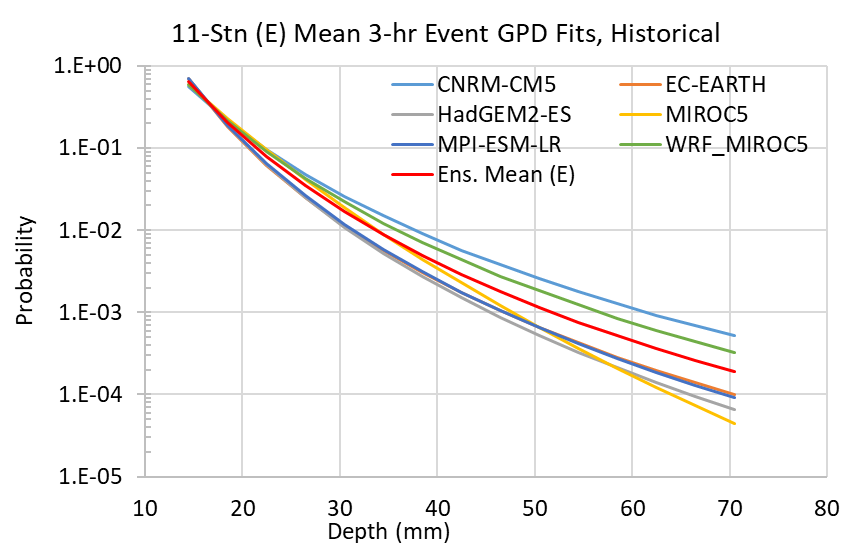 11-Stn (E) Mean 3-hr Event GPD Fits, Historical
1.E+00
CNRM-CM5 EC-EARTH
HadGEM2-ES MIROC5
1.E-01
MPI-ESM-LR WRF_MIROC5
Ens. Mean (E)
1.E-02
Probability
1.E-03
1.E-04
1.E-05
10 20 30 40 50 60 70 80
Depth (mm)